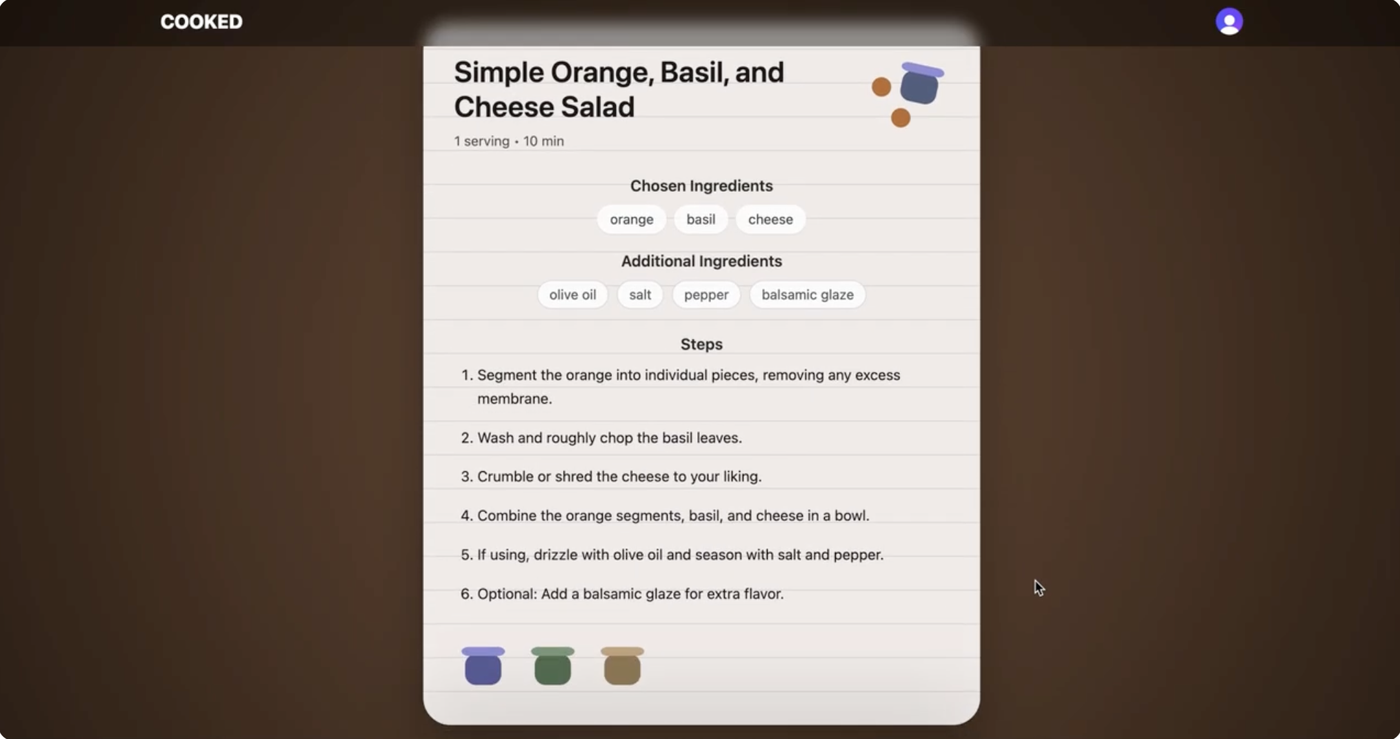 COOKED
Simple Orange, Basil, and
Cheese Salad
1 serving • 10 min
Chosen Ingredients
orange basil cheese
Additional Ingredients
olive oil salt pepper balsamic glaze
Steps
1. Segment the orange into individual pieces, removing any excess
membrane.
2. Wash and roughly chop the basil leaves.
3. Crumble or shred the cheese to your liking.
4. Combine the orange segments, basil, and cheese in a bowl.
5. If using, drizzle with olive oil and season with salt and pepper.
6. Optional: Add a balsamic glaze for extra flavor.